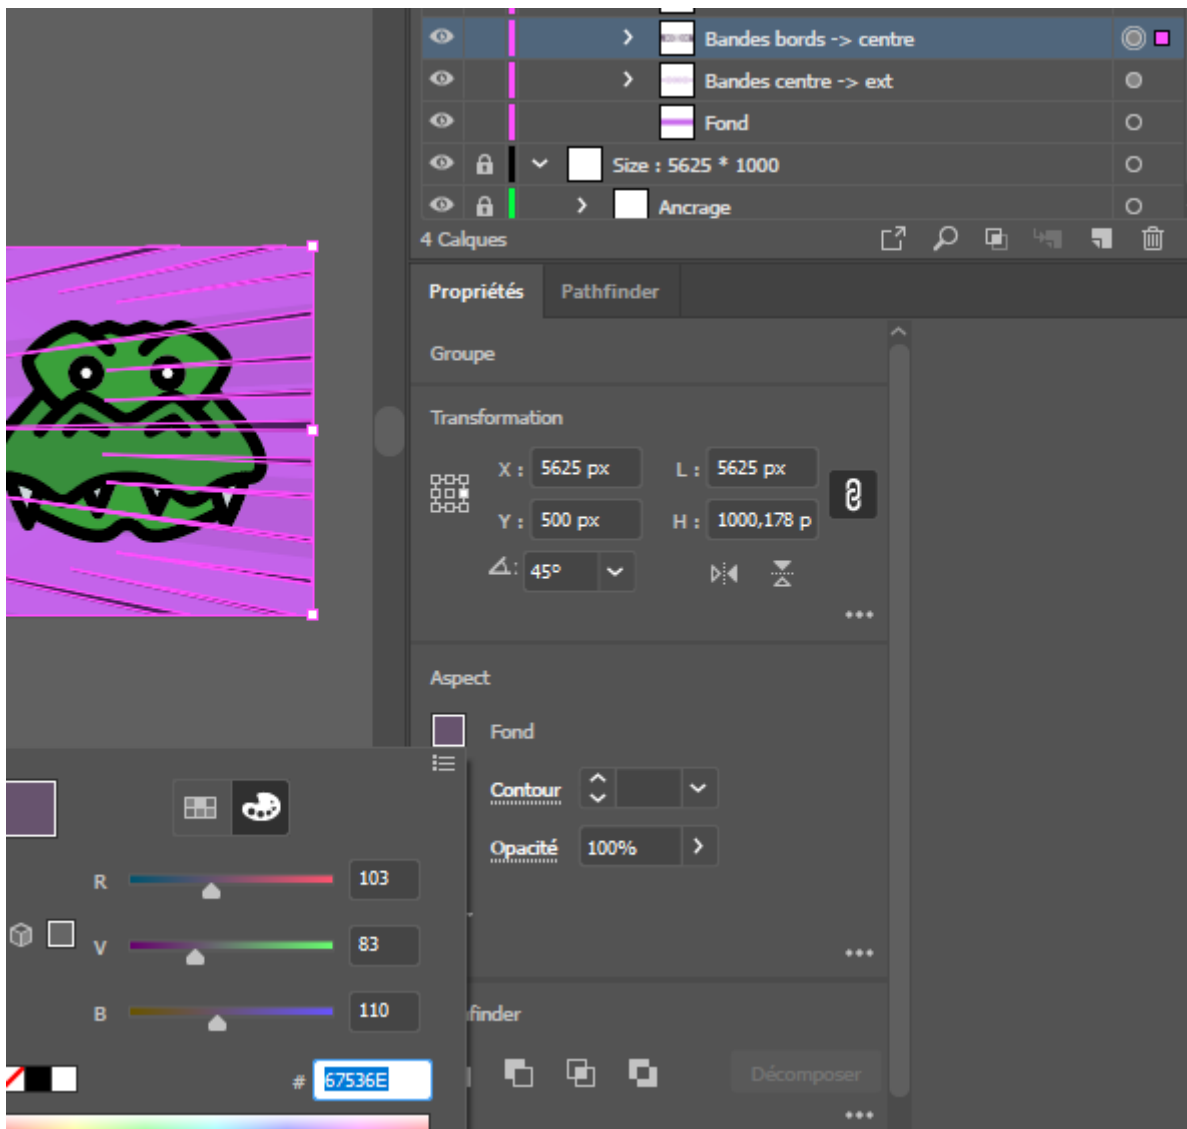 Bandes bords -> centre
Bandes centre -> ext
Fond
Size : 5625 * 1000
Ancrage
4 Calques
Propriétés Pathfinder
Groupe
Transformation
X : 5625 px L : 5625 px
Y : 500 px H : 1000,178 p
: 45°
Aspect
Fond
Contour
Opacité 100%
R 103
V 83
B 110
finder
# 67536E
Décomposer